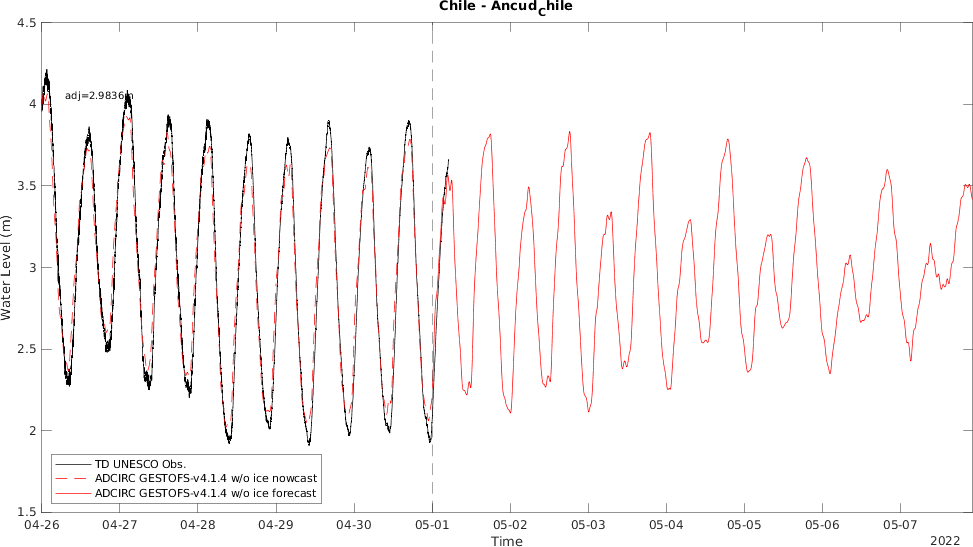 Chile - Ancud_Chile
4.5
4
3.5
3
2.5
2
1.5
Water Level (m)
adj=2.9836m
TD UNESCO Obs.
ADCIRC GESTOFS-v4.1.4 w/o ice nowcast
ADCIRC GESTOFS-v4.1.4 w/o ice forecast
04-26 04-27 04-28 04-29 04-30 05-01 05-02 05-03 05-04 05-05 05-06 05-07
Time
2022